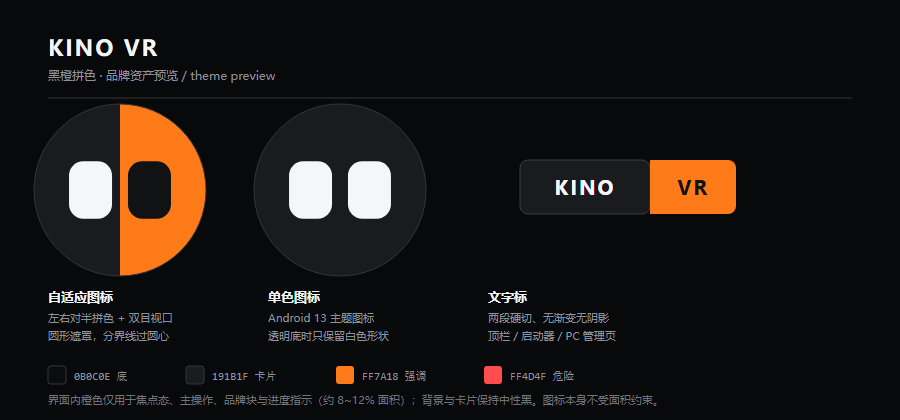 KINO VR
黑橙拼色 · 品牌资产预览 / theme preview
KINO
VR
自适应图标
左右对半拼色 + 双目视口
圆形遮罩，分界线过圆心
单色图标
Android 13 主题图标
透明底时只保留白色形状
文字标
两段硬切、无渐变无阴影
顶栏 / 启动器 / PC 管理页
0B0C0E 底
191B1F 卡片
FF7A18 强调
FF4D4F 危险
界面内橙色仅用于焦点态、主操作、品牌块与进度指示（约 8~12% 面积）；背景与卡片保持中性黑。图标本身不受面积约束。